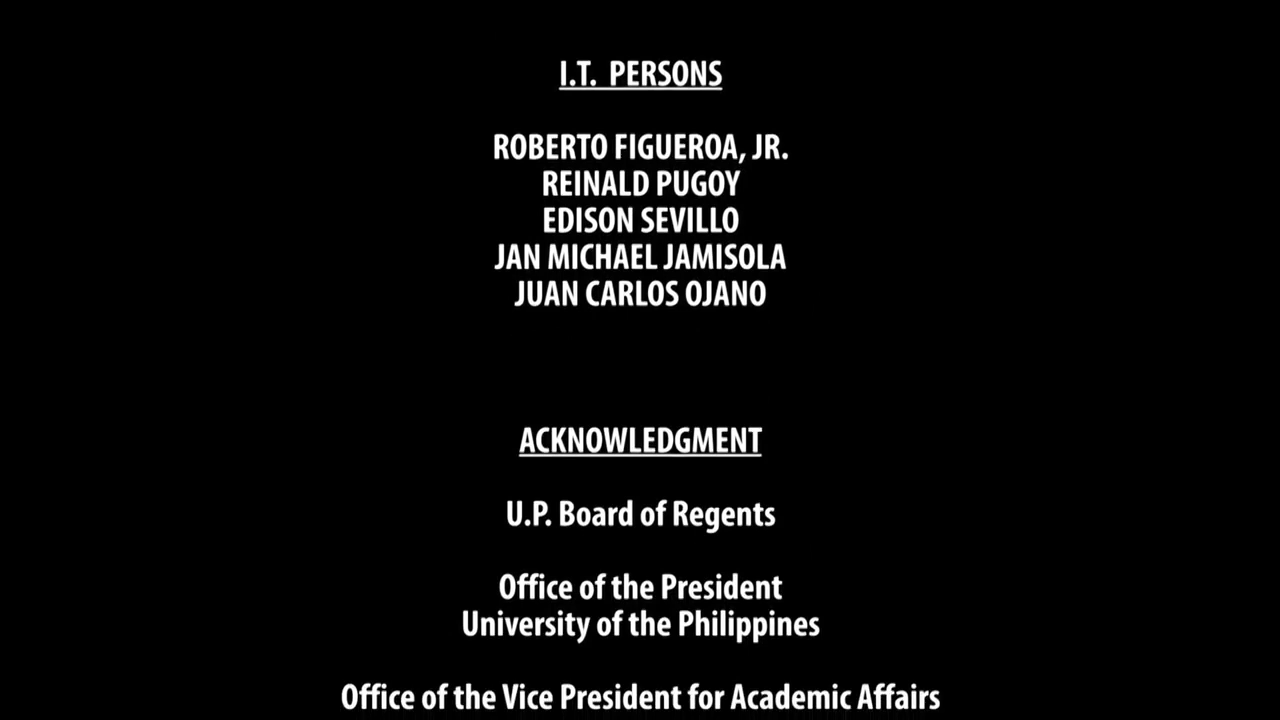 I.T. PERSONS
ROBERTO FIGUEROA, JR.
REINALD PUGOY
EDISON SEVILLO
JAN MICHAEL JAMISOLA
JUAN CARLOS OJANO
ACKNOWLEDGMENT
U.P. Board of Regents
Office of the President
University of the Philippines
Office of the Vice President for Academic Affairs